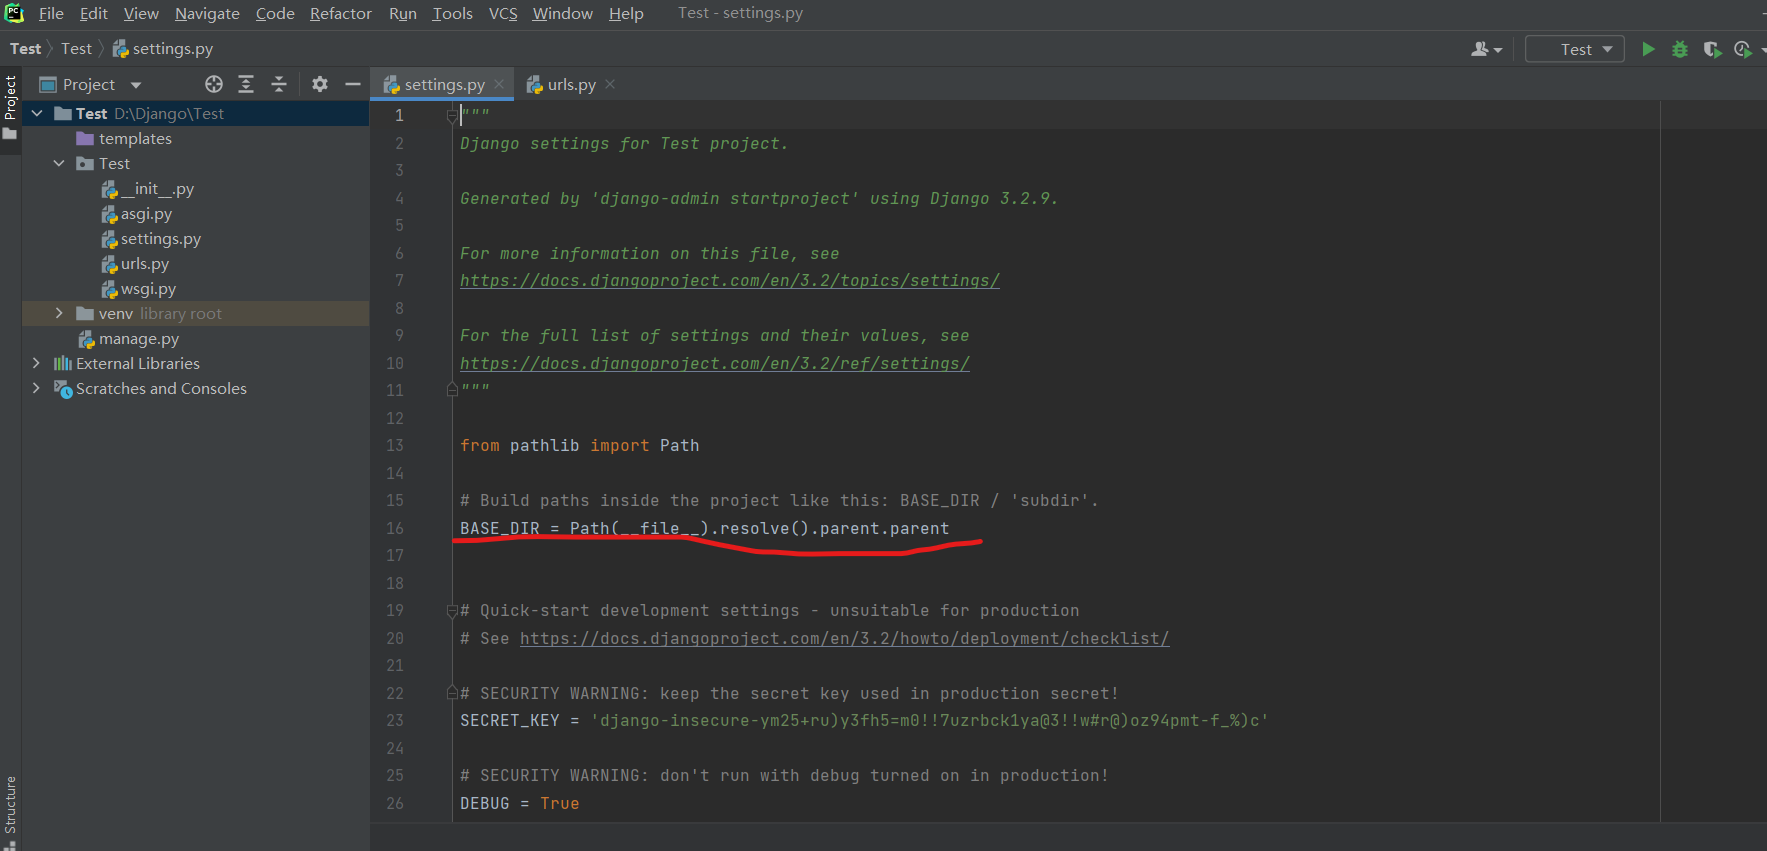 PC File Edit View Navigate Code Refactor Run Tools VCS Window Help Test - settings.py
Test Test settings.py Test
Project
Project
settings.py urls.py
Test D:\Django\Test
templates
Test
__init__.py
asgi.py
settings.py
urls.py
wsgi.py
venv library root
manage.py
External Libraries
Scratches and Consoles
Structure
1 """
2 Django settings for Test project.
3
4 Generated by 'django-admin startproject' using Django 3.2.9.
5
6 For more information on this file, see
7 https://docs.djangoproject.com/en/3.2/topics/settings/
8
9 For the full list of settings and their values, see
10 https://docs.djangoproject.com/en/3.2/ref/settings/
11 """
12
13 from pathlib import Path
14
15 # Build paths inside the project like this: BASE_DIR / 'subdir'.
16 BASE_DIR = Path(__file__).resolve().parent.parent
17
18
19 # Quick-start development settings - unsuitable for production
20 # See https://docs.djangoproject.com/en/3.2/howto/deployment/checklist/
21
22 # SECURITY WARNING: keep the secret key used in production secret!
23 SECRET_KEY = 'django-insecure-ym25+ru)y3fh5=m0!!7uzrbck1ya@3!!w#r@)oz94pmt-f_%)c'
24
25 # SECURITY WARNING: don't run with debug turned on in production!
26 DEBUG = True